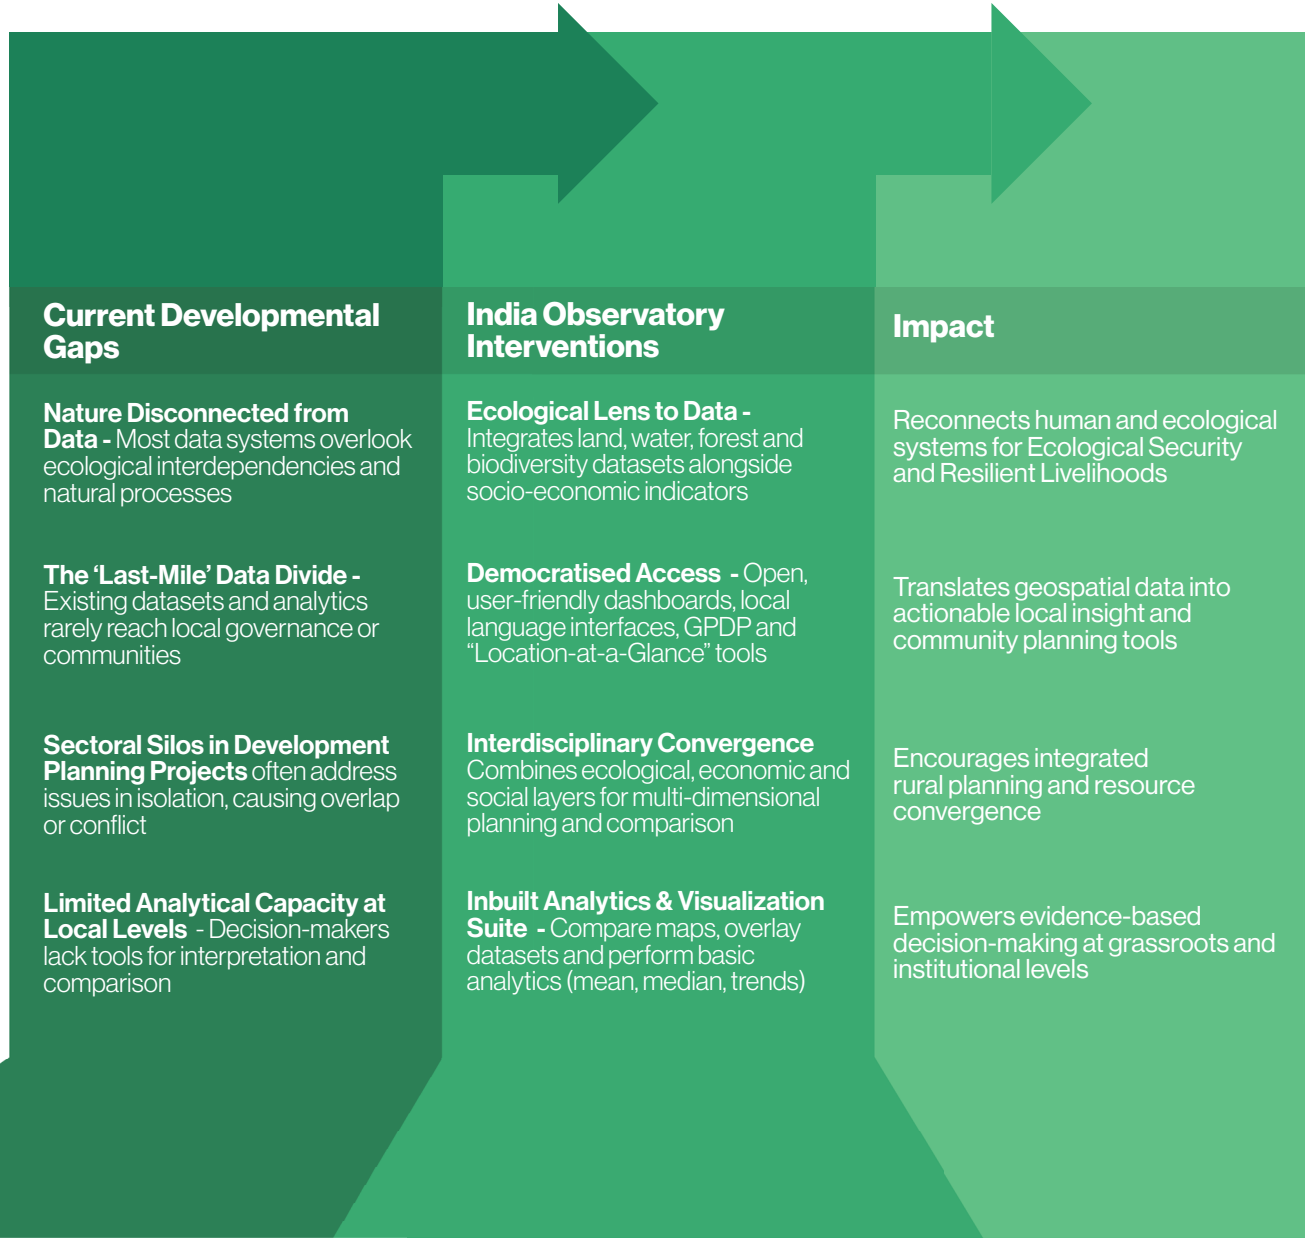 Current Developmental
Gaps
Nature Disconnected from
Data - Most data systems overlook
ecological interdependencies and
natural processes
The ‘Last-Mile’ Data Divide -
Existing datasets and analytics
rarely reach local governance or
communities
Sectoral Silos in Development
Planning Projects often address
issues in isolation, causing overlap
or conflict
Limited Analytical Capacity at
Local Levels - Decision-makers
lack tools for interpretation and
comparison
India Observatory
Interventions
Ecological Lens to Data -
Integrates land, water, forest and
biodiversity datasets alongside
socio-economic indicators
Democratised Access - Open,
user-friendly dashboards, local
language interfaces, GPDP and
“Location-at-a-Glance” tools
Interdisciplinary Convergence
Combines ecological, economic and
social layers for multi-dimensional
planning and comparison
Inbuilt Analytics & Visualization
Suite - Compare maps, overlay
datasets and perform basic
analytics (mean, median, trends)
Impact
Reconnects human and ecological
systems for Ecological Security
and Resilient Livelihoods
Translates geospatial data into
actionable local insight and
community planning tools
Encourages integrated
rural planning and resource
convergence
Empowers evidence-based
decision-making at grassroots and
institutional levels